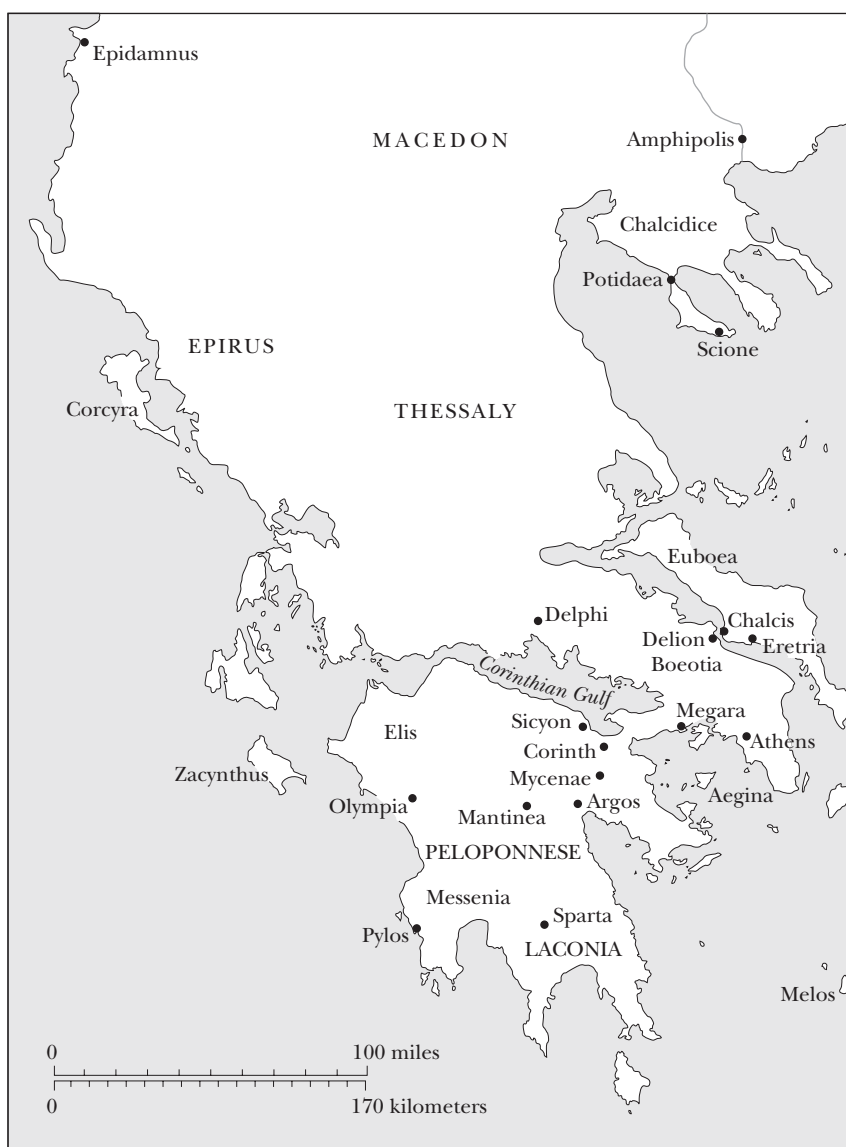 Epidamnus
MACEDON
Amphipolis
Chalcidice
Potidaea
Scione
EPIRUS
Corcyra
THESSALY
Euboea
Delphi
Chalcis
Delion
Eretria
Boeotia
Corinthian Gulf
Megara
Sicyon
Elis
Athens
Corinth
Zacynthus
Mycenae
Aegina
Olympia
Argos
Mantinea
PELOPONNESE
Messenia
Sparta
Pylos
LACONIA
Melos
0 100 miles
0 170 kilometers